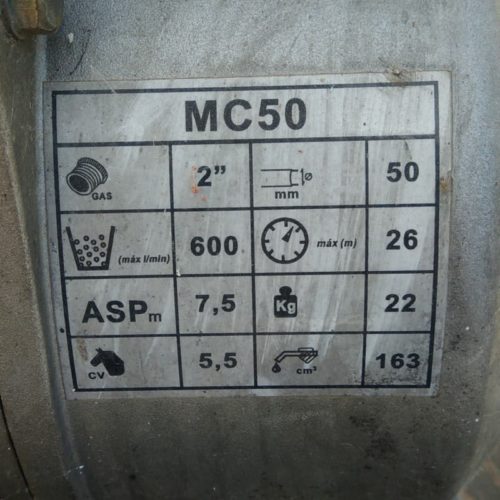 MC50
GAS 2” mm Ø 50
(máx l/min) 600 máx (m) 26
ASPm 7,5 Kg 22
CV 5,5 cm³ 163